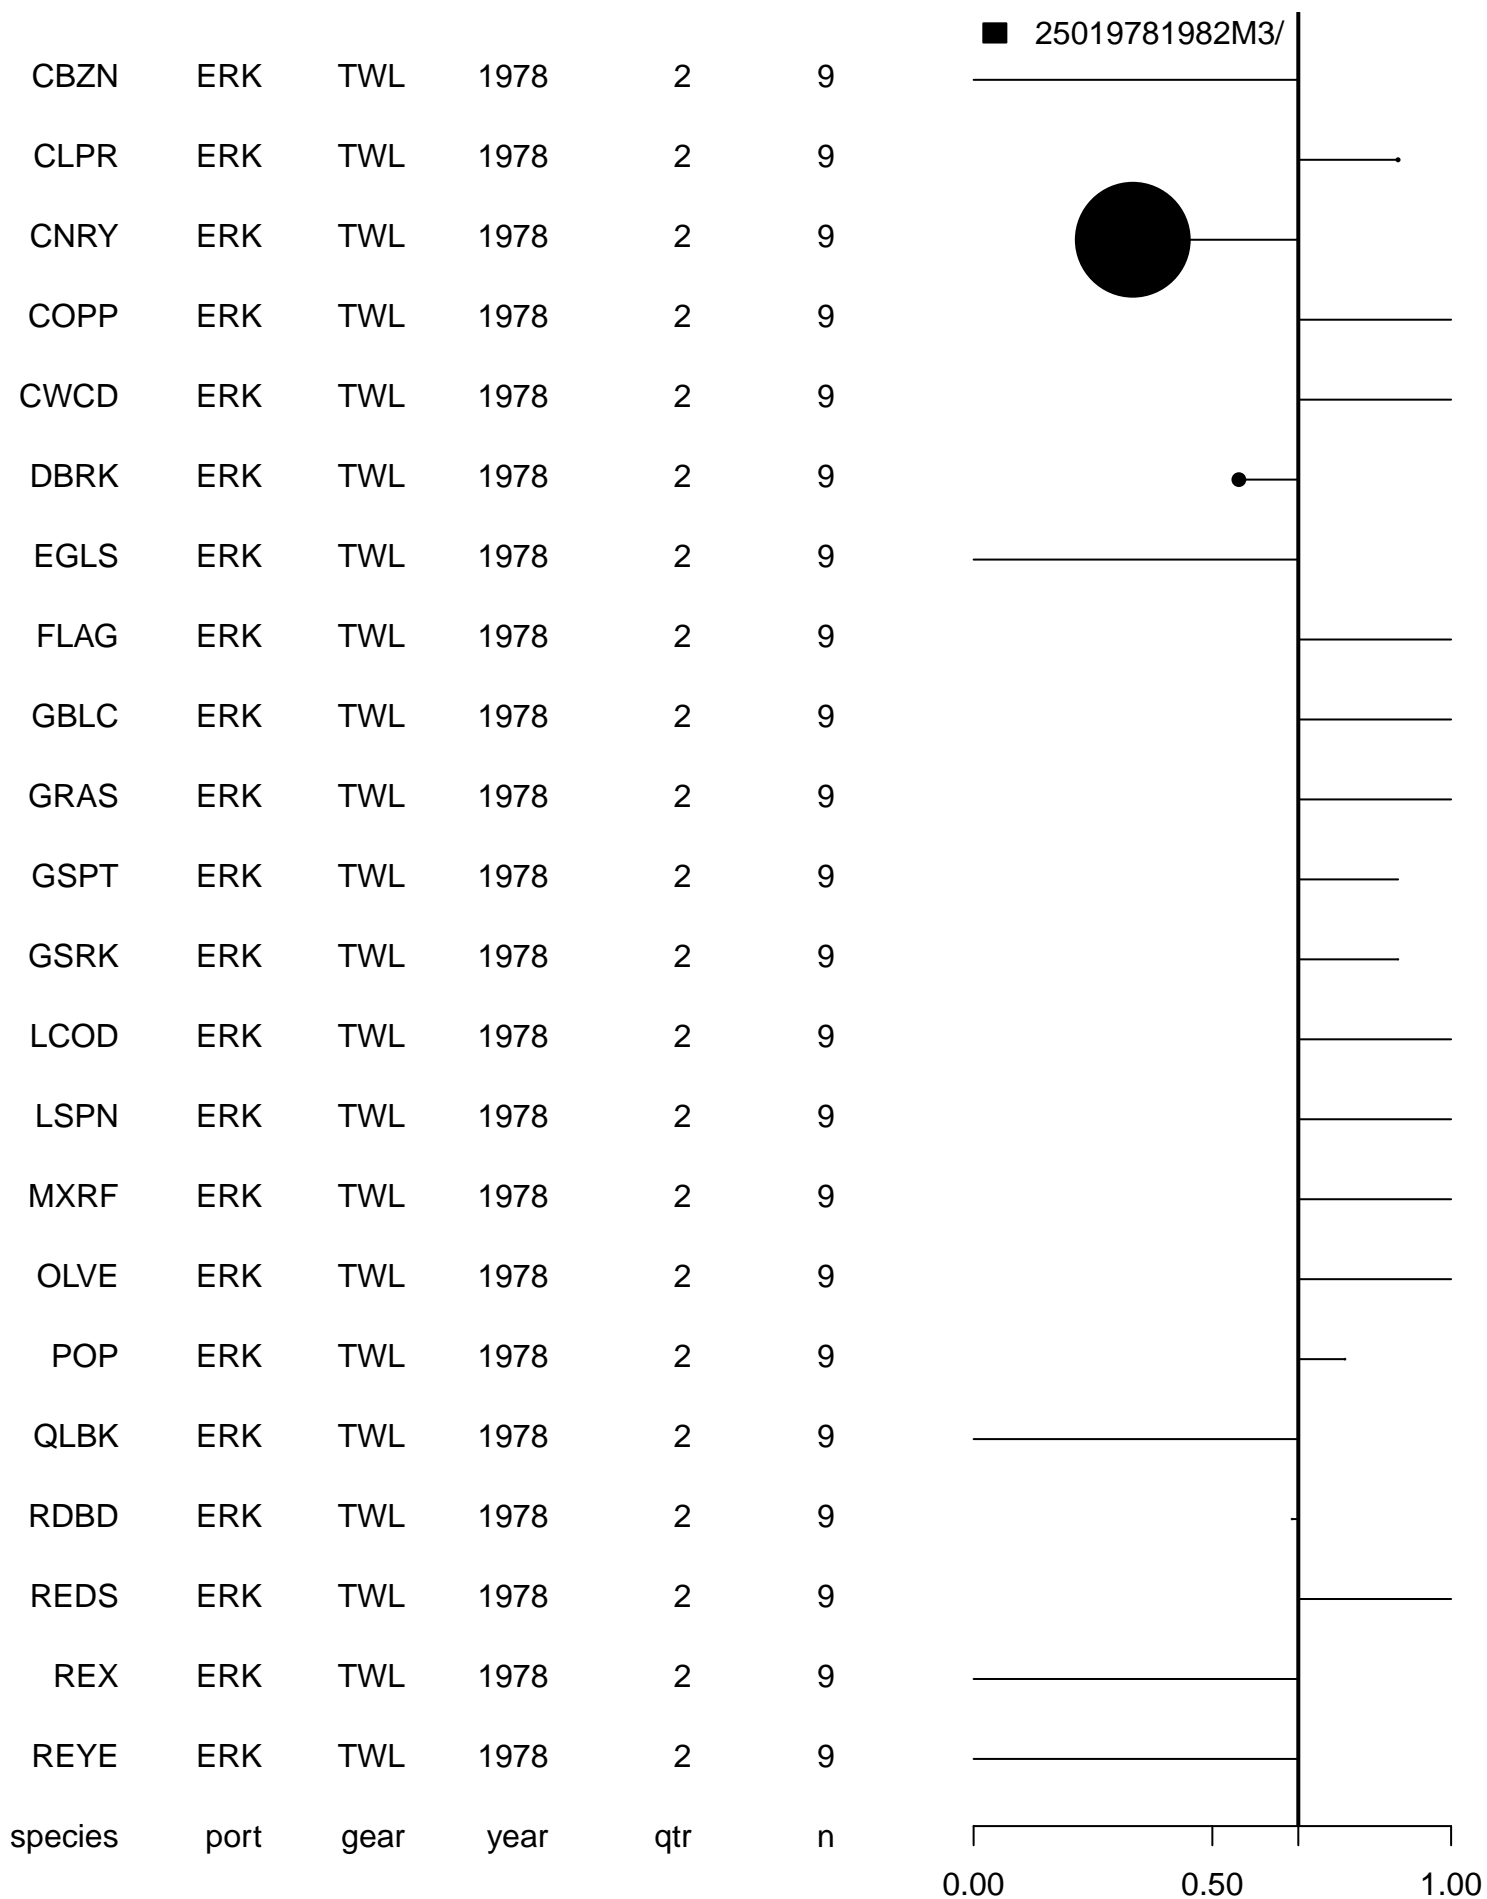 25019781982M3/
CBZN ERK TWL 1978 2 9
CLPR ERK TWL 1978 2 9
CNRY ERK TWL 1978 2 9
COPP ERK TWL 1978 2 9
CWCD ERK TWL 1978 2 9
DBRK ERK TWL 1978 2 9
EGLS ERK TWL 1978 2 9
FLAG ERK TWL 1978 2 9
GBLC ERK TWL 1978 2 9
GRAS ERK TWL 1978 2 9
GSPT ERK TWL 1978 2 9
GSRK ERK TWL 1978 2 9
LCOD ERK TWL 1978 2 9
LSPN ERK TWL 1978 2 9
MXRF ERK TWL 1978 2 9
OLVE ERK TWL 1978 2 9
POP ERK TWL 1978 2 9
QLBK ERK TWL 1978 2 9
RDBD ERK TWL 1978 2 9
REDS ERK TWL 1978 2 9
REX ERK TWL 1978 2 9
REYE ERK TWL 1978 2 9
species port gear year qtr n
0.00 0.50 1.00